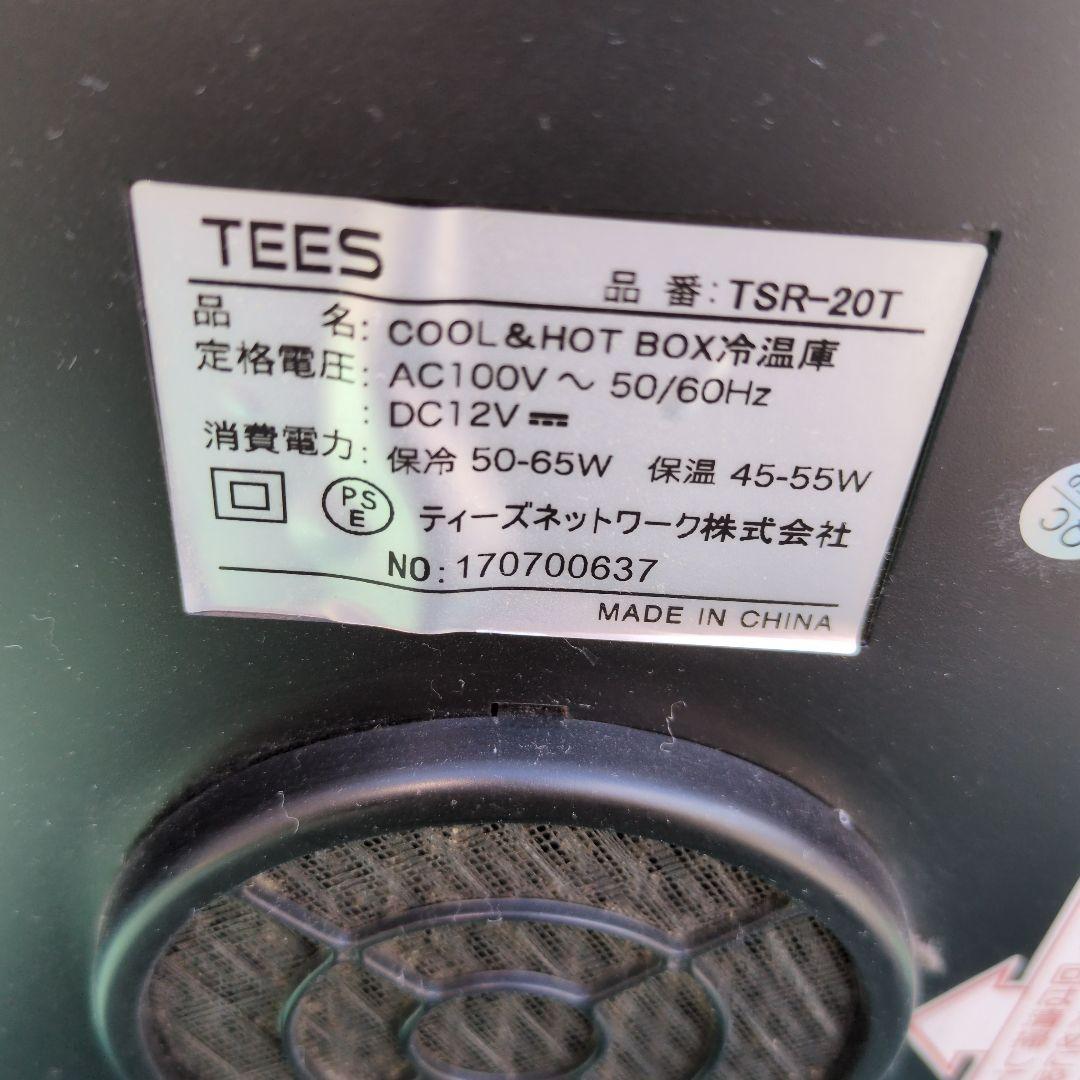 TEES
品番: TSR-20T
品名: COOL&HOT BOX冷温庫
定格電圧: AC100V～ 50/60Hz
: DC12V⎓
消費電力: 保冷 50-65W 保温 45-55W
PS
E
ティーズネットワーク株式会社
NO: 170700637
MADE IN CHINA